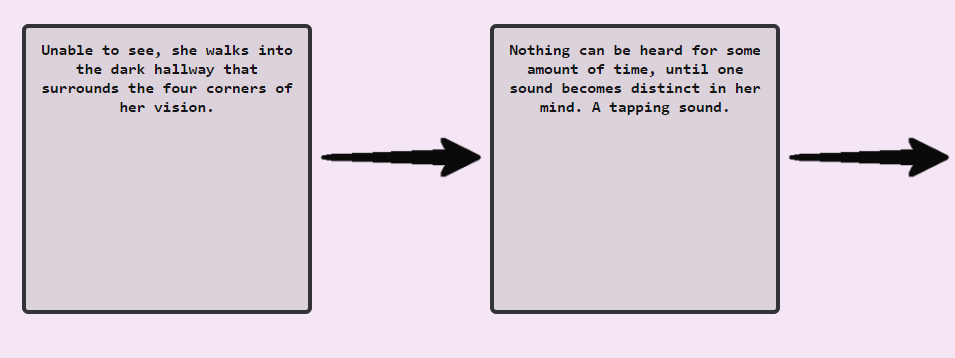 Unable to see, she walks into
the dark hallway that
surrounds the four corners of
her vision.
Nothing can be heard for some
amount of time, until one
sound becomes distinct in her
mind. A tapping sound.